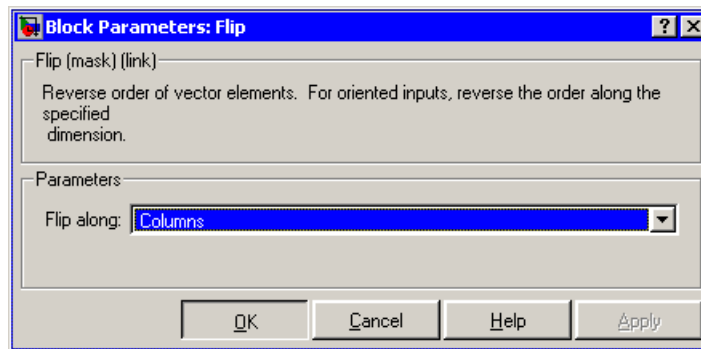 Block Parameters: Flip
Flip (mask) (link)
Reverse order of vector elements.  For oriented inputs, reverse the order along the
specified
dimension.
Parameters
Flip along: Columns
OK Cancel Help Apply